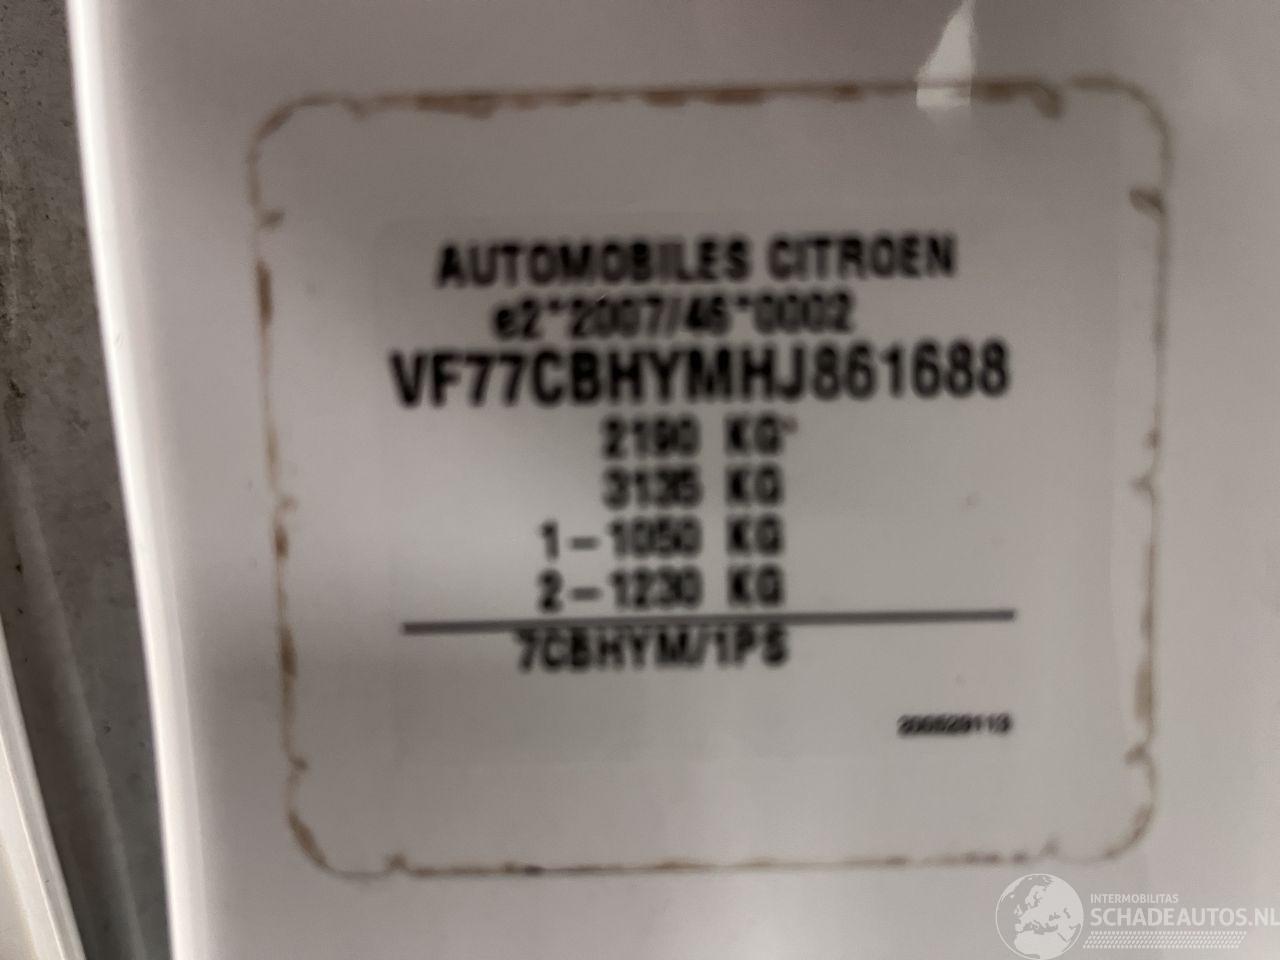 AUTOMOBILES CITROEN
e2*2007/46*0002
VF77CBHYMHJ861688
2190 KG
3135 KG
1-1050 KG
2-1230 KG
7CBHYM/1PS
INTERMOBILITAS
SCHADEAUTOS.NL